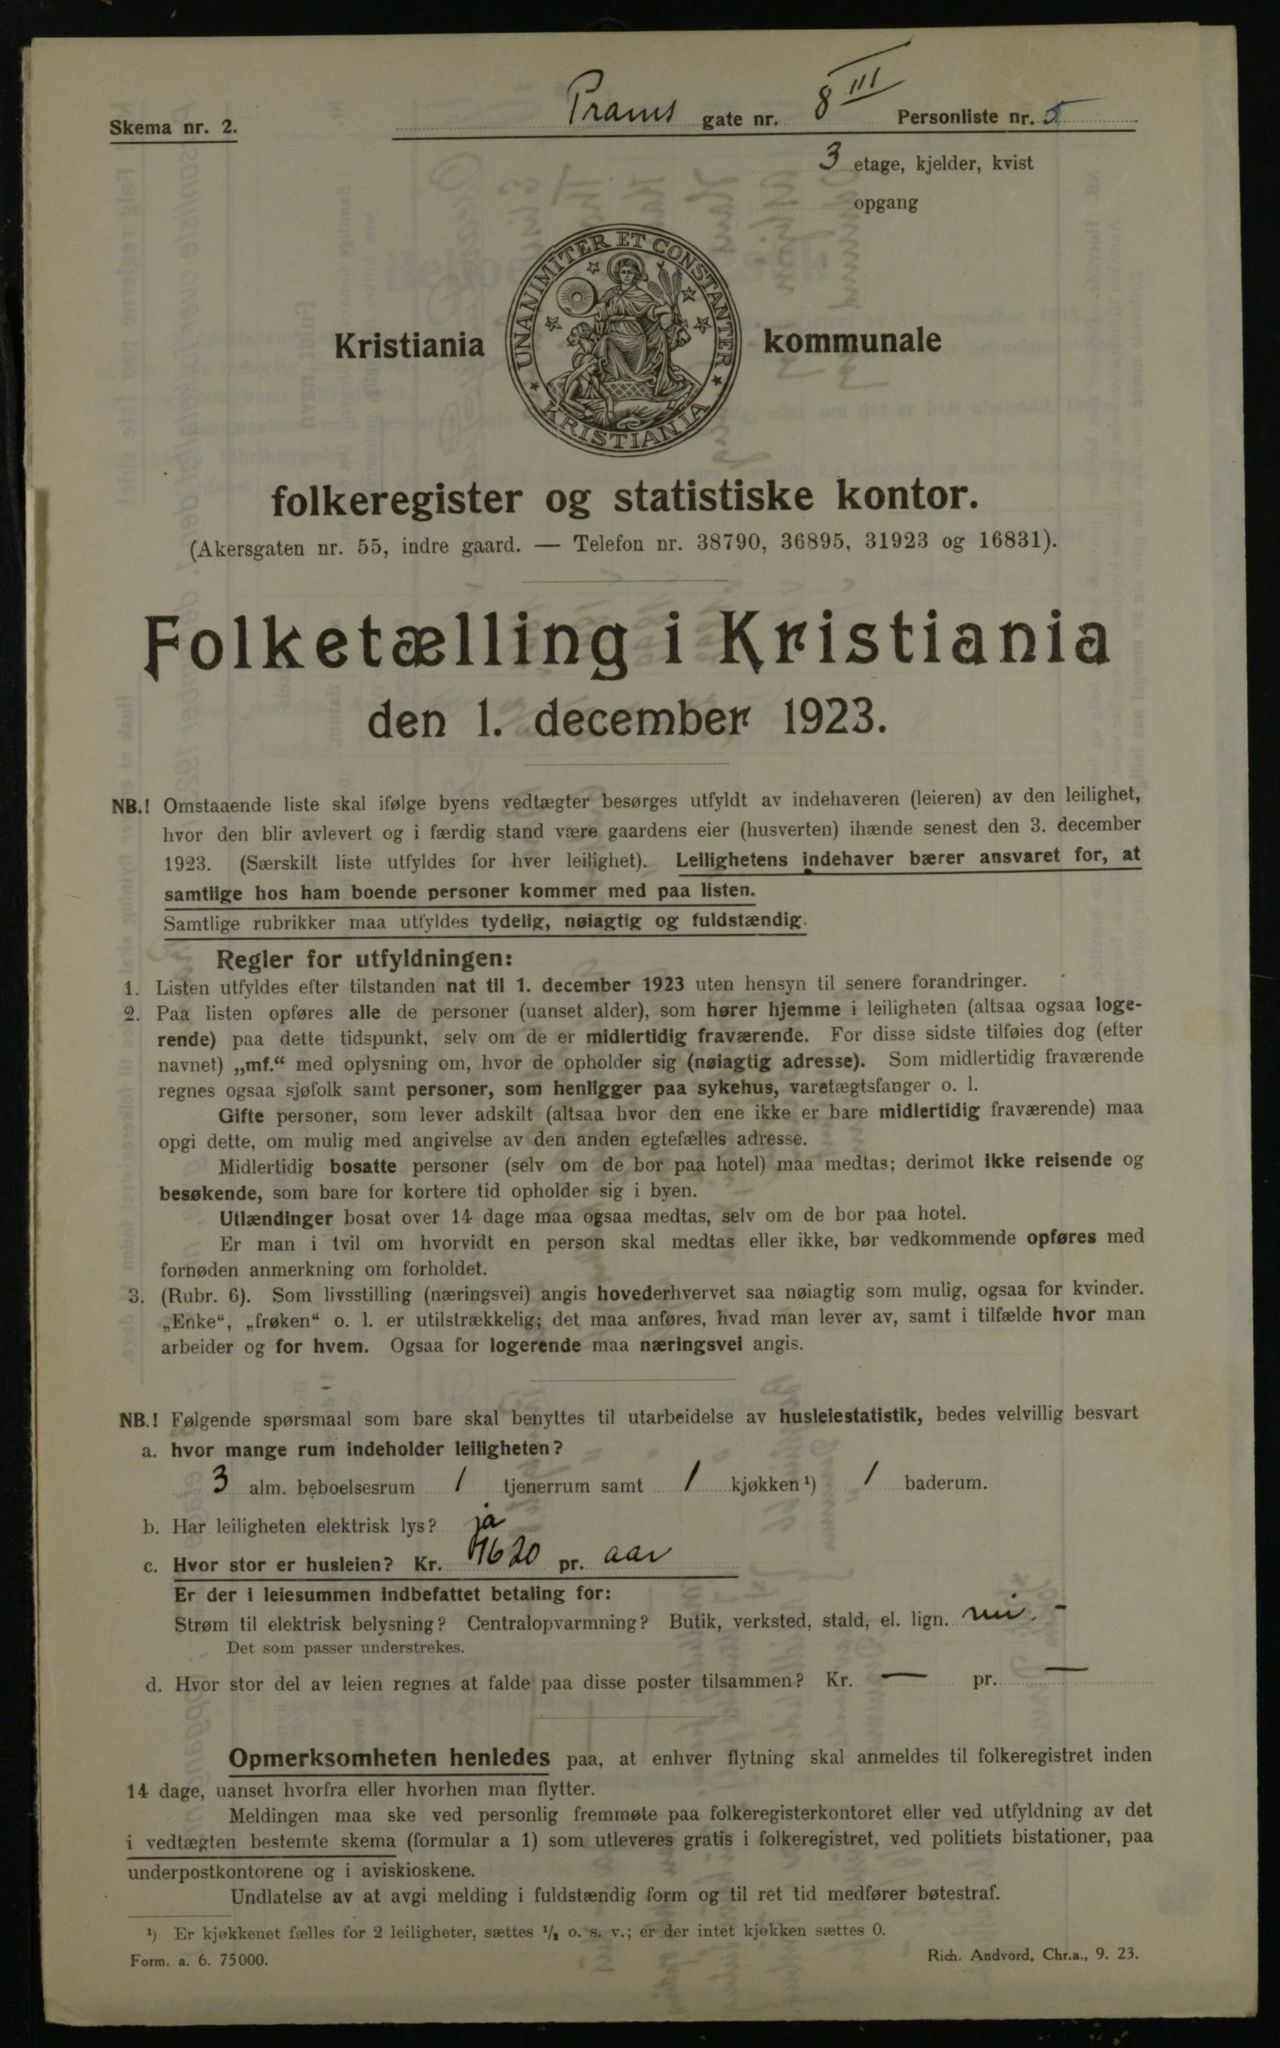 Skema nr. 2.
Prams gate nr. 8 III Personliste nr. 5
3 etage, kjelder, kvist
opgang
UNANIMITER ET CONSTANTER
KRISTIANIA
Kristiania kommunale
folkeregister og statistiske kontor.
(Akersgaten nr. 55, indre gaard. — Telefon nr. 38790, 36895, 31923 og 16831).
Folketælling i Kristiania
den 1. december 1923.
NB.! Omstaaende liste skal ifølge byens vedtægter besørges utfyldt av indehaveren (leieren) av den leilighet,
hvor den blir avlevert og i færdig stand være gaardens eier (husverten) ihænde senest den 3. december
1923. (Særskilt liste utfyldes for hver leilighet). Leilighetens indehaver bærer ansvaret for, at
samtlige hos ham boende personer kommer med paa listen.
Samtlige rubrikker maa utfyldes tydelig, nøiagtig og fuldstændig.
Regler for utfyldningen:
1. Listen utfyldes efter tilstanden nat til 1. december 1923 uten hensyn til senere forandringer.
2. Paa listen opføres alle de personer (uanset alder), som hører hjemme i leiligheten (altsaa ogsaa loge-
rende) paa dette tidspunkt, selv om de er midlertidig fraværende. For disse sidste tilføies dog (efter
navnet) „mf.“ med oplysning om, hvor de opholder sig (nøiagtig adresse). Som midlertidig fraværende
regnes ogsaa sjøfolk samt personer, som henligger paa sykehus, varetægtsfanger o. l.
Gifte personer, som lever adskilt (altsaa hvor den ene ikke er bare midlertidig fraværende) maa
opgi dette, om mulig med angivelse av den anden egtefælles adresse.
Midlertidig bosatte personer (selv om de bor paa hotel) maa medtas; derimot ikke reisende og
besøkende, som bare for kortere tid opholder sig i byen.
Utlændinger bosat over 14 dage maa ogsaa medtas, selv om de bor paa hotel.
Er man i tvil om hvorvidt en person skal medtas eller ikke, bør vedkommende opføres med
fornøden anmerkning om forholdet.
3. (Rubr. 6). Som livsstilling (næringsvei) angis hovederhvervet saa nøiagtig som mulig, ogsaa for kvinder.
„Enke“, „frøken“ o. l. er utilstrækkelig; det maa anføres, hvad man lever av, samt i tilfælde hvor man
arbeider og for hvem. Ogsaa for logerende maa næringsvei angis.
NB.! Følgende spørsmaal som bare skal benyttes til utarbeidelse av husleiestatistik, bedes velvillig besvart
a. hvor mange rum indeholder leiligheten?
3 alm. beboelsesrum 1 tjenerrum samt 1 kjøkken ¹) 1 baderum.
b. Har leiligheten elektrisk lys? ja
c. Hvor stor er husleien? Kr. 1620 pr. aar
Er der i leiesummen indbefattet betaling for:
Strøm til elektrisk belysning? Centralopvarmning? Butik, verksted, stald, el. lign. nei. -
Det som passer understrekes.
d. Hvor stor del av leien regnes at falde paa disse poster tilsammen? Kr. — pr. —
Opmerksomheten henledes paa, at enhver flytning skal anmeldes til folkeregistret inden
14 dage, uanset hvorfra eller hvorhen man flytter.
Meldingen maa ske ved personlig fremmøte paa folkeregisterkontoret eller ved utfyldning av det
i vedtægten bestemte skema (formular a 1) som utleveres gratis i folkeregistret, ved politiets bistationer, paa
underpostkontorene og i aviskioskene.
Undlatelse av at avgi melding i fuldstændig form og til ret tid medfører bøtestraf.
¹) Er kjøkkenet fælles for 2 leiligheter, sættes ½ o. s. v.; er der intet kjøkken sættes 0.
Form. a. 6. 75000.
Rich. Andvord, Chr.a., 9. 23.